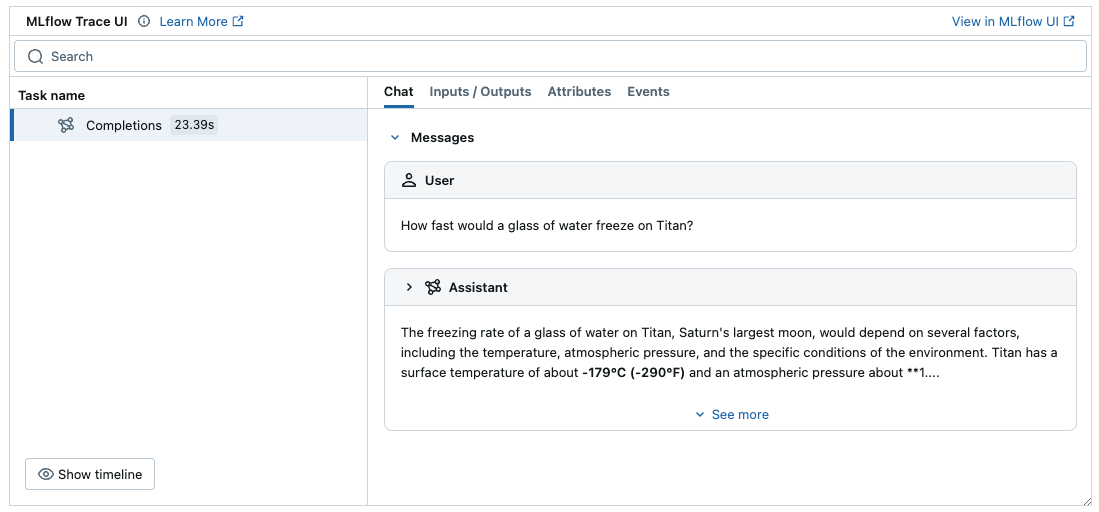 MLflow Trace UI Learn More View in MLflow UI
Search
Task name
Completions 23.39s
Show timeline
Chat Inputs / Outputs Attributes Events
Messages
User
How fast would a glass of water freeze on Titan?
Assistant
The freezing rate of a glass of water on Titan, Saturn's largest moon, would depend on several factors,
including the temperature, atmospheric pressure, and the specific conditions of the environment. Titan has a
surface temperature of about -179°C (-290°F) and an atmospheric pressure about **1....
See more